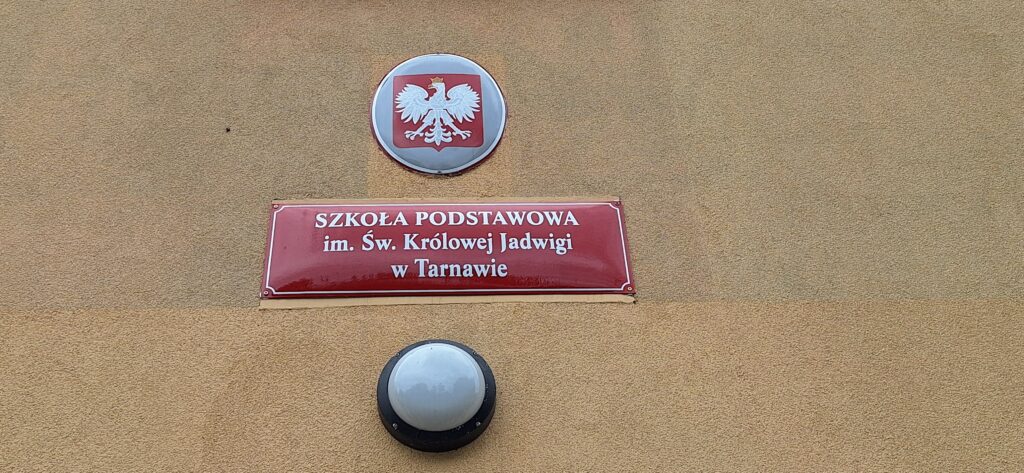 SZKOŁA PODSTAWOWA
im. Św. Królowej Jadwigi
w Tarnawie